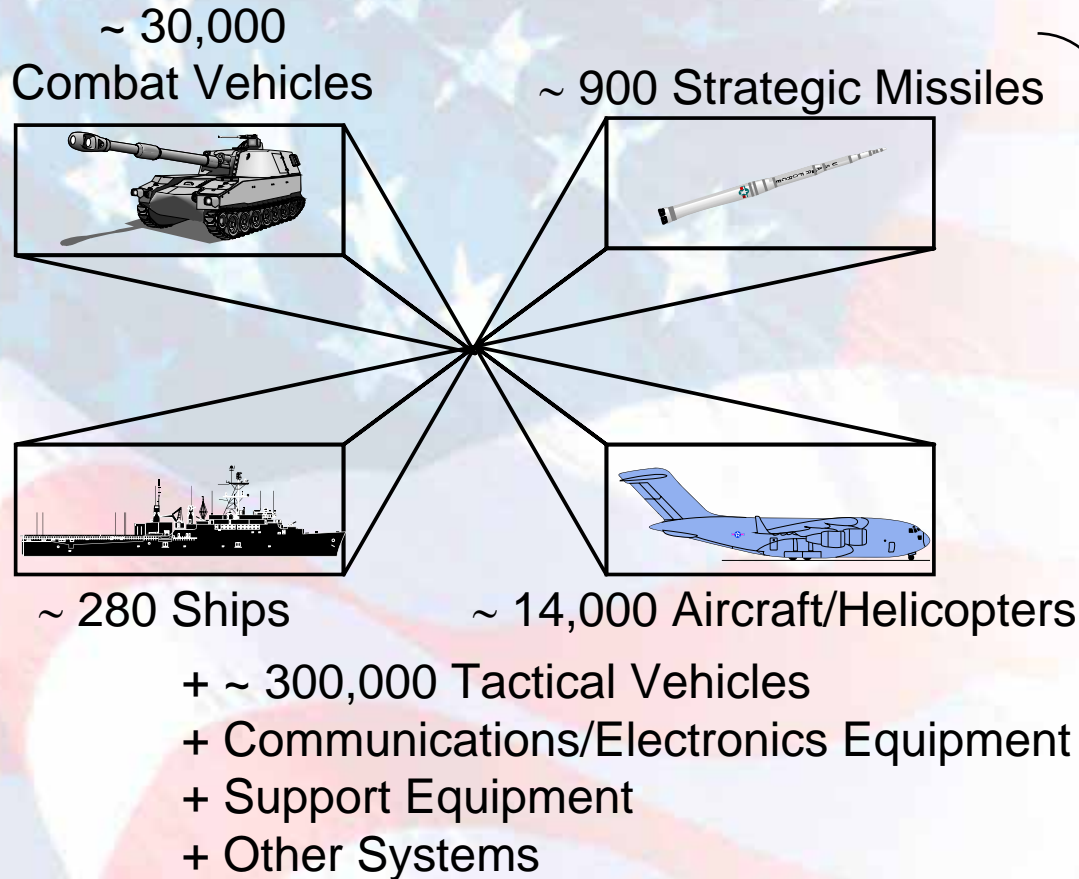 ~ 30,000
Combat Vehicles
~ 900 Strategic Missiles
~ 280 Ships
~ 14,000 Aircraft/Helicopters
+ ~ 300,000 Tactical Vehicles
+ Communications/Electronics Equipment
+ Support Equipment
+ Other Systems